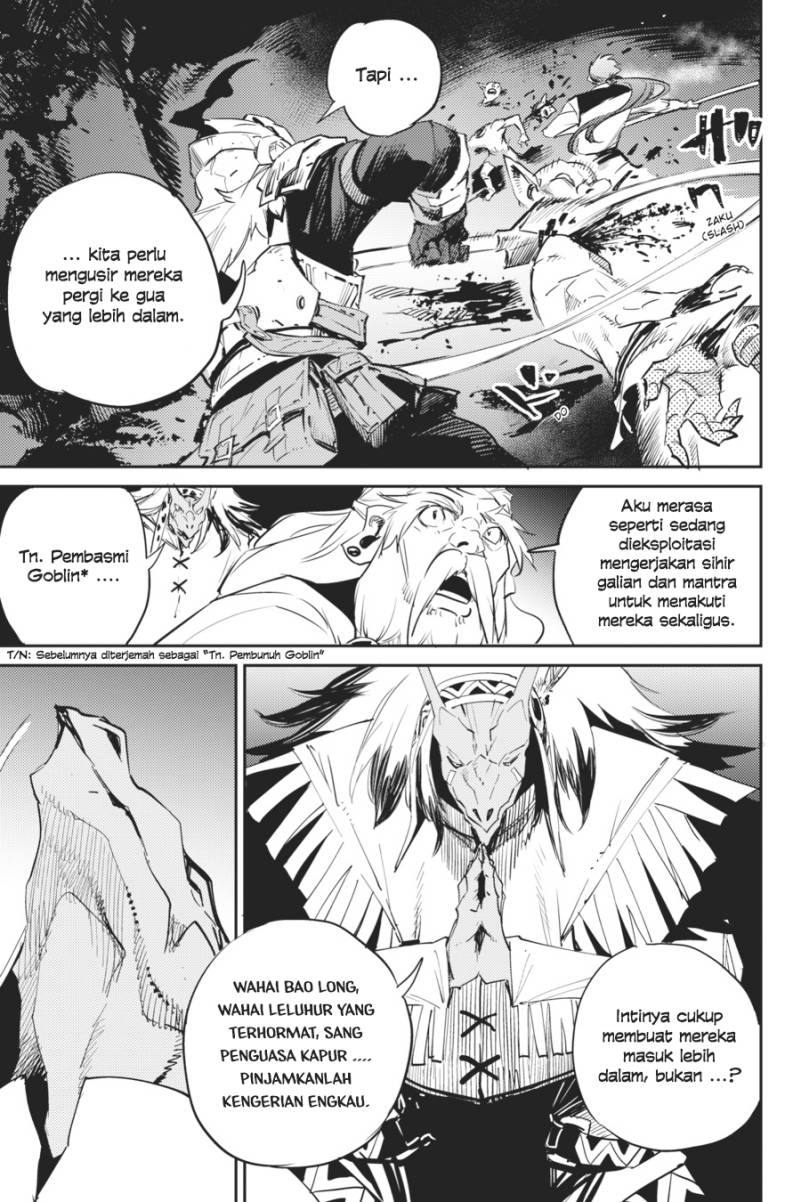 Tapi ...
... kita perlu
mengusir mereka
pergi ke gua
yang lebih dalam.
ZAKU
(SLASH)
DO
Aku merasa
seperti sedang
dieksploitasi
mengerjakan sihir
galian dan mantra
untuk menakuti
mereka sekaligus.
Tn. Pembasmi
Goblin* ....
T/N: Sebelumnya diterjemah sebagai "Tn. Pembunuh Goblin"
Intinya cukup
membuat mereka
masuk lebih
dalam, bukan ...?
WAHAI BAO LONG,
WAHAI LELUHUR YANG
TERHORMAT, SANG
PENGUASA KAPUR ....
PINJAMKANLAH
KENGERIAN ENGKAU.